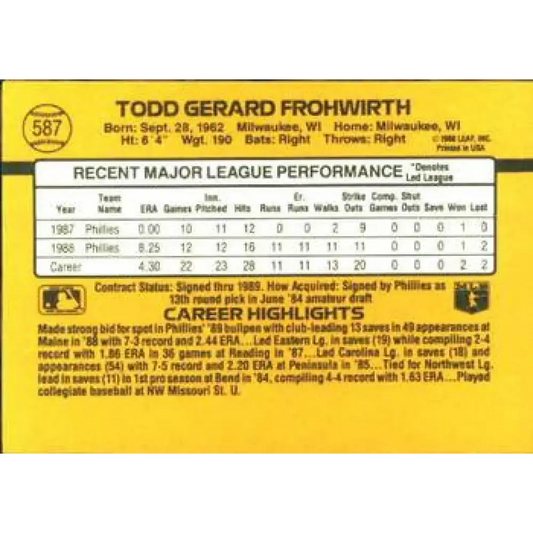 587
TODD GERARD FROHWIRTH
Born: Sept. 28, 1962 Milwaukee, WI Home: Milwaukee, WI
Ht: 6'4" Wgt. 190 Bats: Right Throws: Right
© 1988 LEAF, INC.
Printed in USA
RECENT MAJOR LEAGUE PERFORMANCE *Denotes Led League
Year Team Name ERA Games Inn. Pitched Hits Runs Er. Runs Walks Strike Outs Comp. Games Shut Outs Save Won Lost
1987 Phillies 0.00 10 11 12 0 0 2 9 0 0 0 1 0
1988 Phillies 8.25 12 12 16 11 11 11 11 0 0 0 1 2
Career 4.30 22 23 28 11 11 13 20 0 0 0 2 2
Contract Status: Signed thru 1989. How Acquired: Signed by Phillies as
13th round pick in June '84 amateur draft
CAREER HIGHLIGHTS
Made strong bid for spot in Phillies' '89 bullpen with club-leading 13 saves in 49 appearances at
Maine in '88 with 7-3 record and 2.44 ERA...Led Eastern Lg. in saves (19) while compiling 2-4
record with 1.86 ERA in 36 games at Reading in '87...Led Carolina Lg. in saves (18) and
appearances (54) with 7-5 record and 2.20 ERA at Peninsula in '85...Tied for Northwest Lg.
lead in saves (11) in 1st pro season at Bend in '84, compiling 4-4 record with 1.63 ERA...Played
collegiate baseball at NW Missouri St. U.